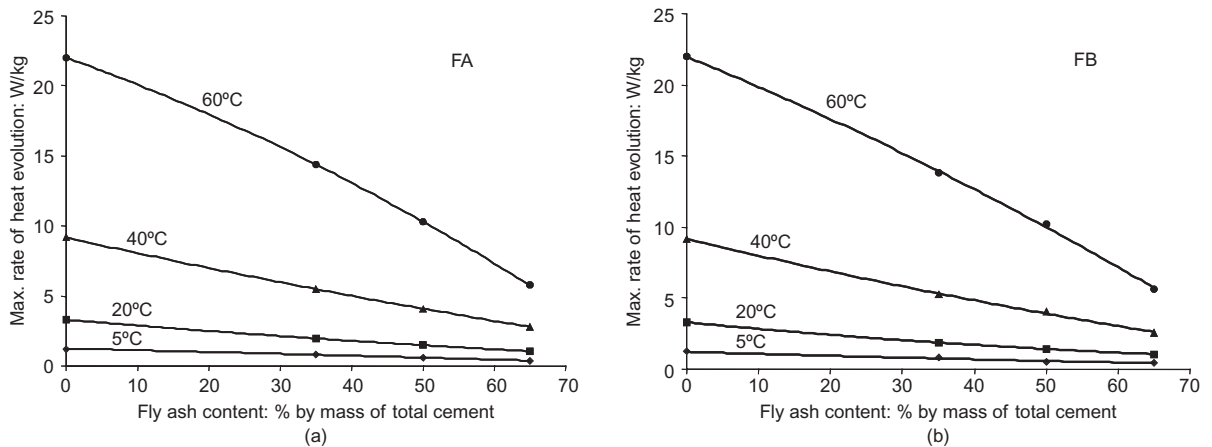 25
20
15
10
5
0
Max. rate of heat evolution: W/kg
FA
60ºC
40ºC
20ºC
5ºC
0 10 20 30 40 50 60 70
Fly ash content: % by mass of total cement
(a)
25
20
15
10
5
0
Max. rate of heat evolution: W/kg
FB
60ºC
40ºC
20ºC
5ºC
0 10 20 30 40 50 60 70
Fly ash content: % by mass of total cement
(b)